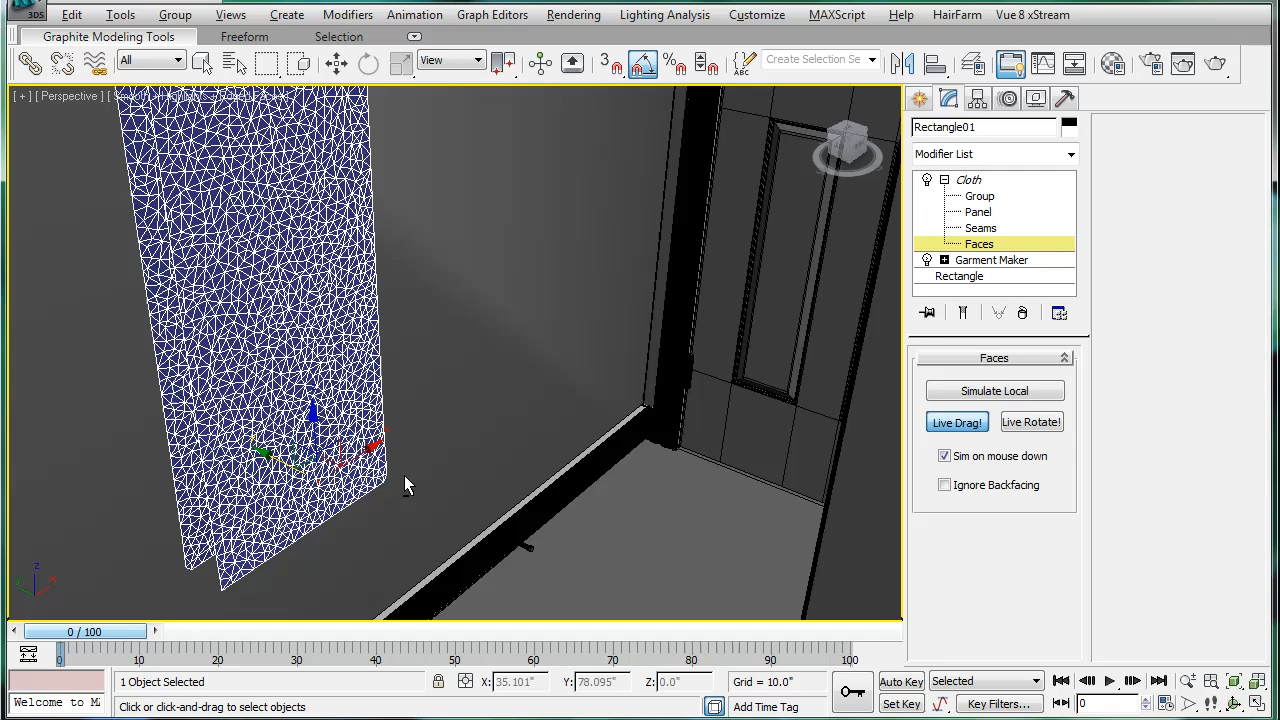 3DS
Edit Tools Group Views Create Modifiers Animation Graph Editors Rendering Lighting Analysis Customize MAXScript Help HairFarm Vue 8 xStream
Graphite Modeling Tools Freeform Selection
All View 3 ABC Create Selection Se
[ + ] [ Perspective ]
Rectangle01
Modifier List
Cloth
Group
Panel
Seams
Faces
Garment Maker
Rectangle
Faces
Simulate Local
Live Drag! Live Rotate!
Sim on mouse down
Ignore Backfacing
z
y x
0 / 100
0 10 20 30 40 50 60 70 80 90 100
1 Object Selected X: 35.101" Y: 78.095" Z: 0.0" Grid = 10.0" Auto Key Selected
Welcome to M Click or click-and-drag to select objects Add Time Tag Set Key Key Filters... 0